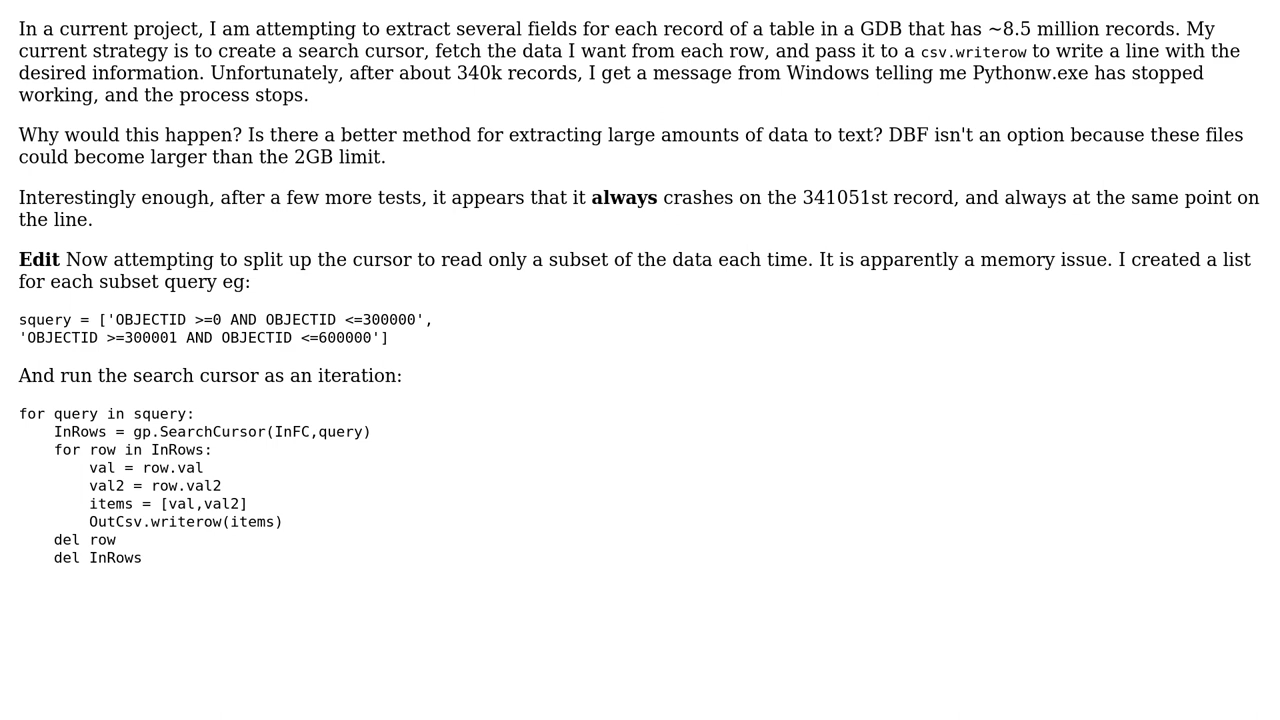 In a current project, I am attempting to extract several fields for each record of a table in a GDB that has ~8.5 million records. My
current strategy is to create a search cursor, fetch the data I want from each row, and pass it to a csv.writerow to write a line with the
desired information. Unfortunately, after about 340k records, I get a message from Windows telling me Pythonw.exe has stopped
working, and the process stops.
Why would this happen? Is there a better method for extracting large amounts of data to text? DBF isn't an option because these files
could become larger than the 2GB limit.
Interestingly enough, after a few more tests, it appears that it always crashes on the 341051st record, and always at the same point on
the line.
Edit Now attempting to split up the cursor to read only a subset of the data each time. It is apparently a memory issue. I created a list
for each subset query eg:
squery = ['OBJECTID >=0 AND OBJECTID <=300000',
'OBJECTID >=300001 AND OBJECTID <=600000']
And run the search cursor as an iteration:
for query in squery:
    InRows = gp.SearchCursor(InFC,query)
    for row in InRows:
        val = row.val
        val2 = row.val2
        items = [val,val2]
        OutCsv.writerow(items)
    del row
    del InRows